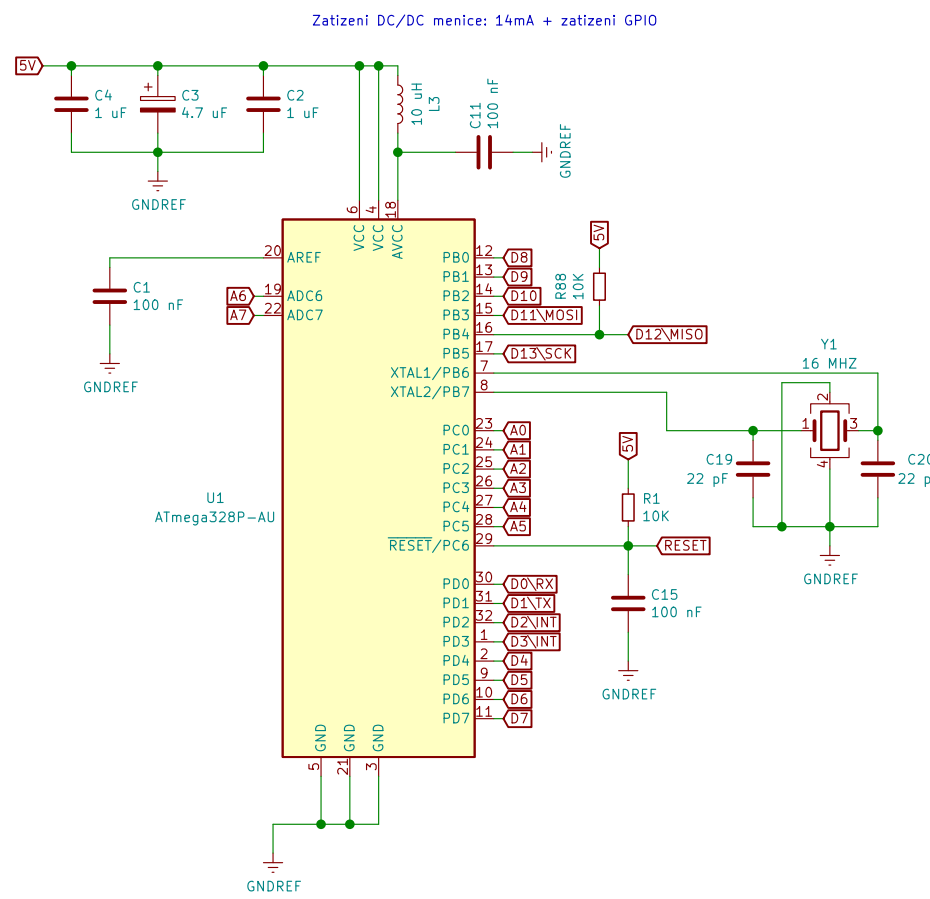 Zatizeni DC/DC menice: 14mA + zatizeni GPIO
5V
C4
1 uF
+
C3
4.7 uF
C2
1 uF
10 uH
L3
C11
100 nF
GNDREF
GNDREF
6
4
18
VCC
VCC
AVCC
20
AREF
C1
100 nF
GNDREF
A6
19
ADC6
A7
22
ADC7
PB0
12
D8
PB1
13
D9
PB2
14
D10
PB3
15
D11\MOSI
PB4
16
5V
R88
10K
D12\MISO
PB5
17
D13\SCK
XTAL1/PB6
7
XTAL2/PB7
8
Y1
16 MHZ
1
2
3
4
C19
22 pF
C20
22 p
GNDREF
PC0
23
A0
PC1
24
A1
PC2
25
A2
PC3
26
A3
PC4
27
A4
PC5
28
A5
RESET/PC6
29
5V
R1
10K
RESET
C15
100 nF
GNDREF
U1
ATmega328P-AU
PD0
30
D0\RX
PD1
31
D1\TX
PD2
32
D2\INT
PD3
1
D3\INT
PD4
2
D4
PD5
9
D5
PD6
10
D6
PD7
11
D7
GND
GND
GND
5
21
3
GNDREF